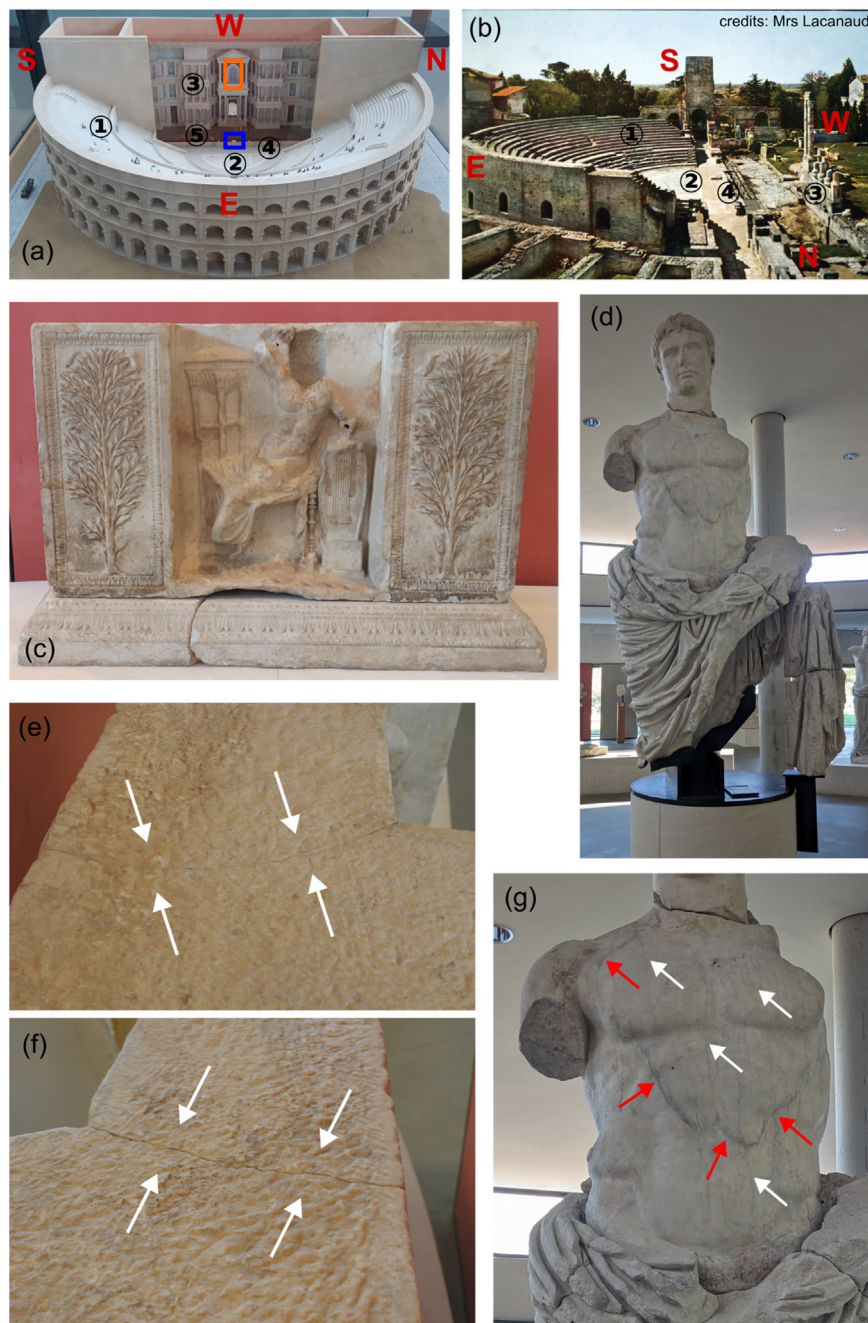 (a)
W
S
N
E
①
②
③
④
⑤
(b)
credits: Mrs Lacanaud
S
W
E
N
①
②
③
④
(c)
(d)
(e)
(f)
(g)